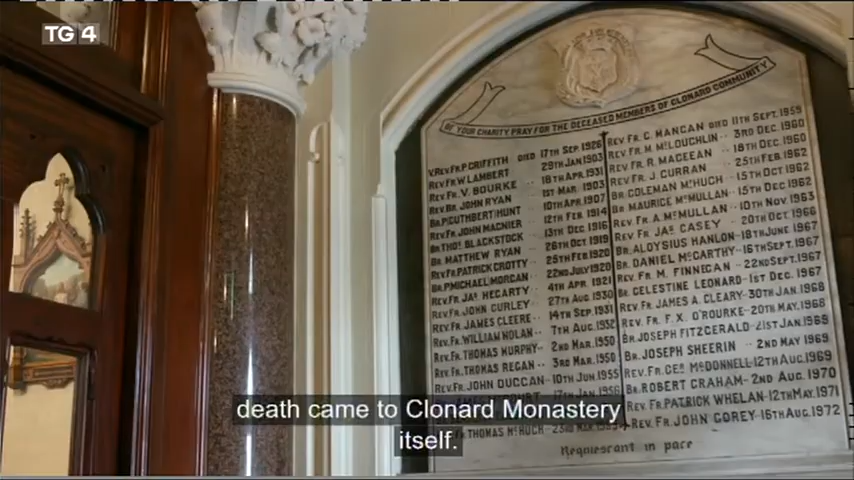 TG4
OF YOUR CHARITY PRAY FOR THE DECEASED MEMBERS OF CLONARD COMMUNITY
V. REV. FR. P. GRIFFITH DIED 17TH SEP. 1926
REV. FR. W. LAMBERT 29TH JAN. 1903
REV. FR. V. BOURKE 18TH APR. 1931
REV. BR. JOHN RYAN 1ST MAR. 1903
BR. P. CUTHBERT HUNT 10TH APR. 1907
REV. FR. JOHN MAGNIER 12TH FEB. 1914
BR. THOS. BLACKSTOCK 13TH DEC. 1916
BR. MATTHEW RYAN 26TH OCT. 1919
REV. FR. PATRICK CROTTY 25TH FEB. 1920
BR. P. MICHAEL MORGAN 22ND JULY 1920
REV. FR. JAS. HEGARTY 4TH APR. 1921
REV. FR. JOHN CURLEY 27TH AUG. 1930
REV. FR. JAMES CLEERE 14TH SEP. 1931
REV. FR. WILLIAM NOLAN 7TH AUG. 1932
REV. FR. THOMAS MURPHY 2ND MAR. 1950
REV. FR. THOMAS REGAN 3RD MAR. 1950
REV. FR. JOHN DUGGAN 10TH JUN. 1955
17TH JAN. 1956
THOMAS McHUGH 23RD MAR.
REV. FR. G. MANGAN DIED 11TH SEPT. 1959
REV. FR. M. McLOUGHLIN 3RD DEC. 1960
REV. FR. R. MAGEEAN 18TH DEC. 1960
REV. FR. J. CURRAN 25TH FEB. 1962
BR. COLEMAN McHUGH 15TH OCT. 1962
BR. MAURICE McMULLAN 15TH DEC. 1962
REV. FR. A. McMULLAN 10TH NOV. 1963
REV. FR. JAS. CASEY 20TH OCT. 1966
BR. ALOYSIUS HANLON 18TH JUNE 1967
BR. DANIEL McCARTHY 16TH SEPT. 1967
REV. FR. M. FINNEGAN 22ND SEPT. 1967
BR. CELESTINE LEONARD 1ST DEC. 1967
REV. FR. JAMES A. CLEARY 30TH JAN. 1968
REV. FR. F.X. O'ROURKE 20TH MAY. 1968
BR. JOSEPH FITZGERALD 21ST JAN. 1969
BR. JOSEPH SHEERIN 2ND MAY 1969
REV. FR. GEO. McDONNELL 12TH AUG. 1969
BR. ROBERT GRAHAM 2ND AUG. 1970
REV. FR. PATRICK WHELAN 12TH MAY. 1971
REV. FR. JOHN GOREY 16TH AUG. 1972
Requiescant in pace
death came to Clonard Monastery
itself.